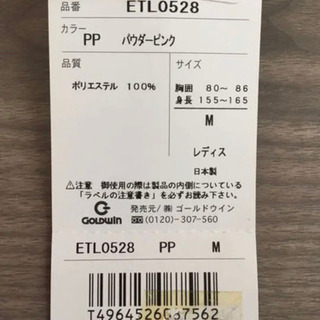 品番 ETL0528
カラー
PP パウダーピンク
品質 サイズ
ポリエステル 100% 胸囲 80～ 86
身長 155～165
M
レディス
日本製
⚠注意 御使用の際は製品の内側についている
「ラベルの注意書き」を必ずお読み下さい。
GOLDWIN 発売元/㈱ ゴールドウイン
☎(0120)-307-560
ETL0528 PP M